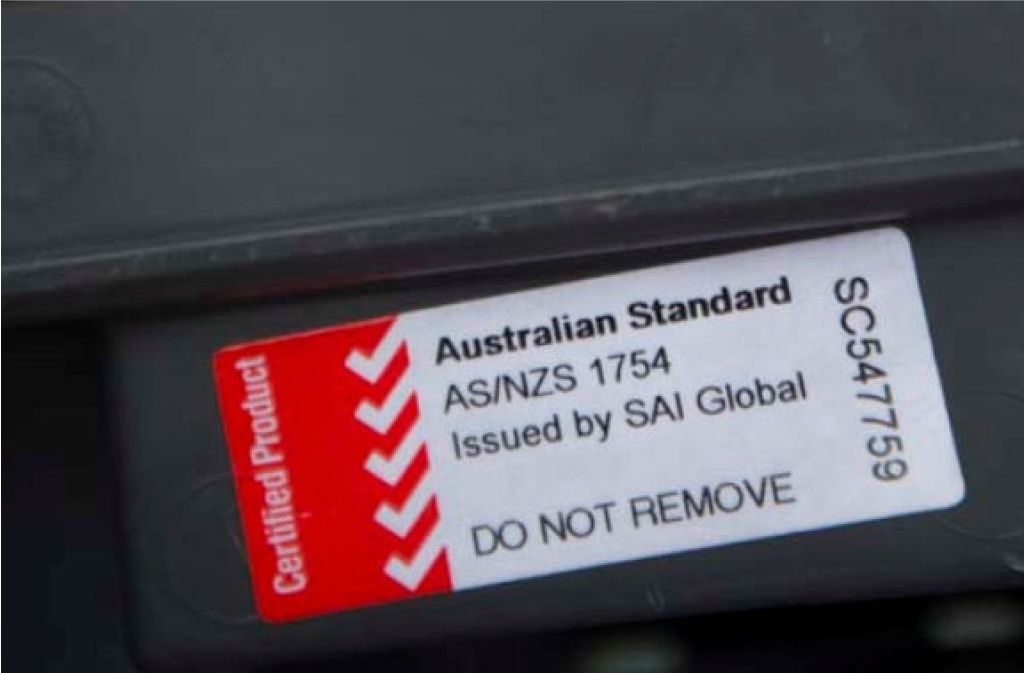 Certified Product
Australian Standard
AS/NZS 1754
Issued by SAI Global
DO NOT REMOVE
SC547759